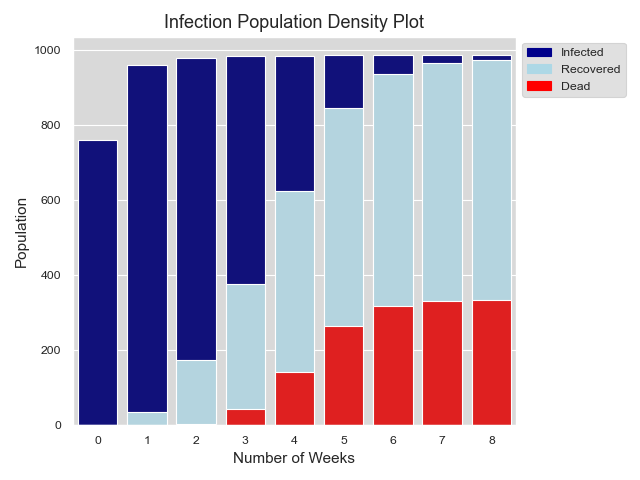 Infection Population Density Plot
Infected
Recovered
Dead
Population
1000
800
600
400
200
0
0 1 2 3 4 5 6 7 8
Number of Weeks